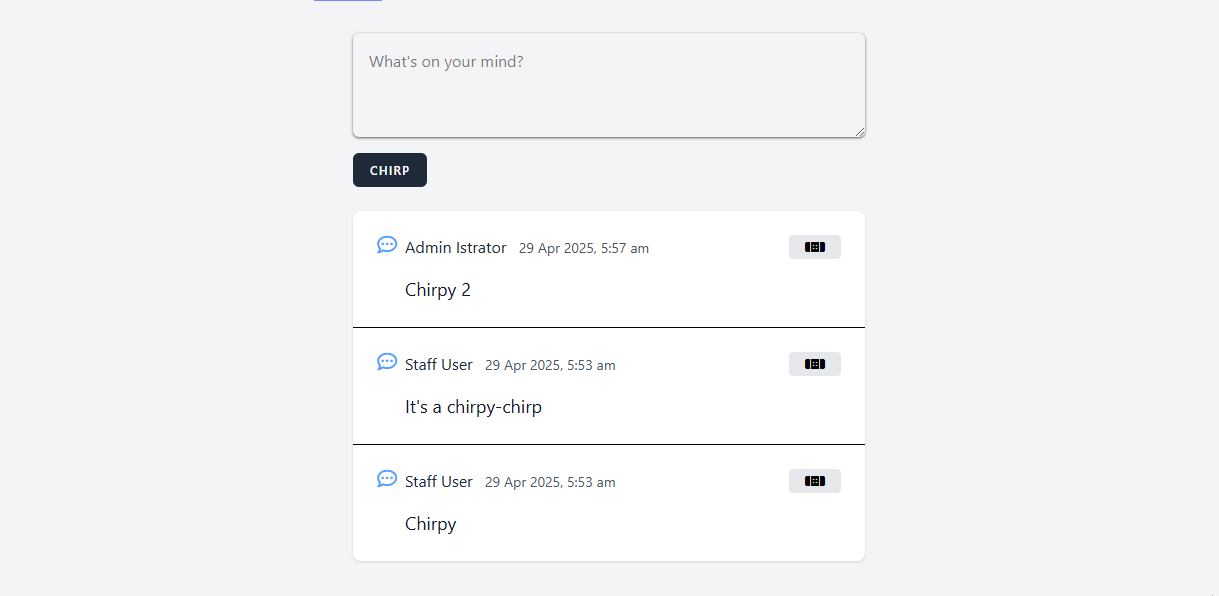 What's on your mind?
CHIRP
Admin Istrator 29 Apr 2025, 5:57 am
Chirpy 2
Staff User 29 Apr 2025, 5:53 am
It's a chirpy-chirp
Staff User 29 Apr 2025, 5:53 am
Chirpy